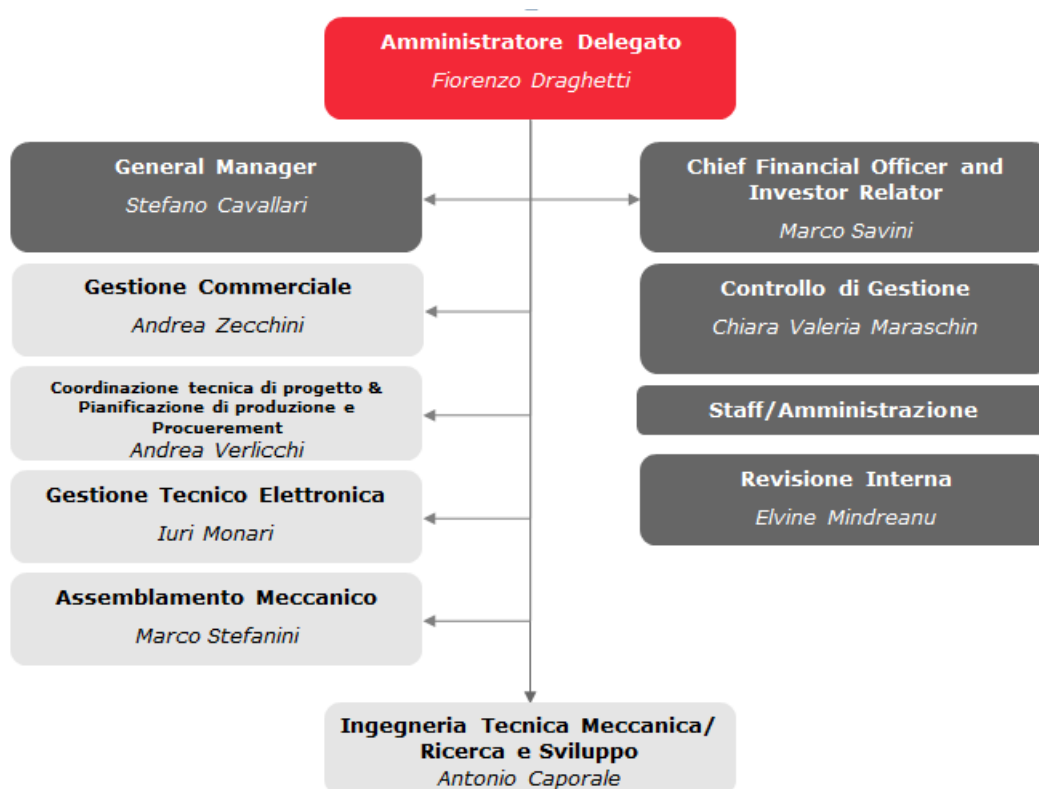 Amministratore Delegato
Fiorenzo Draghetti
General Manager
Stefano Cavallari
Chief Financial Officer and
Investor Relator
Marco Savini
Gestione Commerciale
Andrea Zecchini
Controllo di Gestione
Chiara Valeria Maraschin
Coordinazione tecnica di progetto &
Pianificazione di produzione e
Procuerement
Andrea Verlicchi
Staff/Amministrazione
Gestione Tecnico Elettronica
Iuri Monari
Revisione Interna
Elvine Mindreanu
Assemblamento Meccanico
Marco Stefanini
Ingegneria Tecnica Meccanica/
Ricerca e Sviluppo
Antonio Caporale